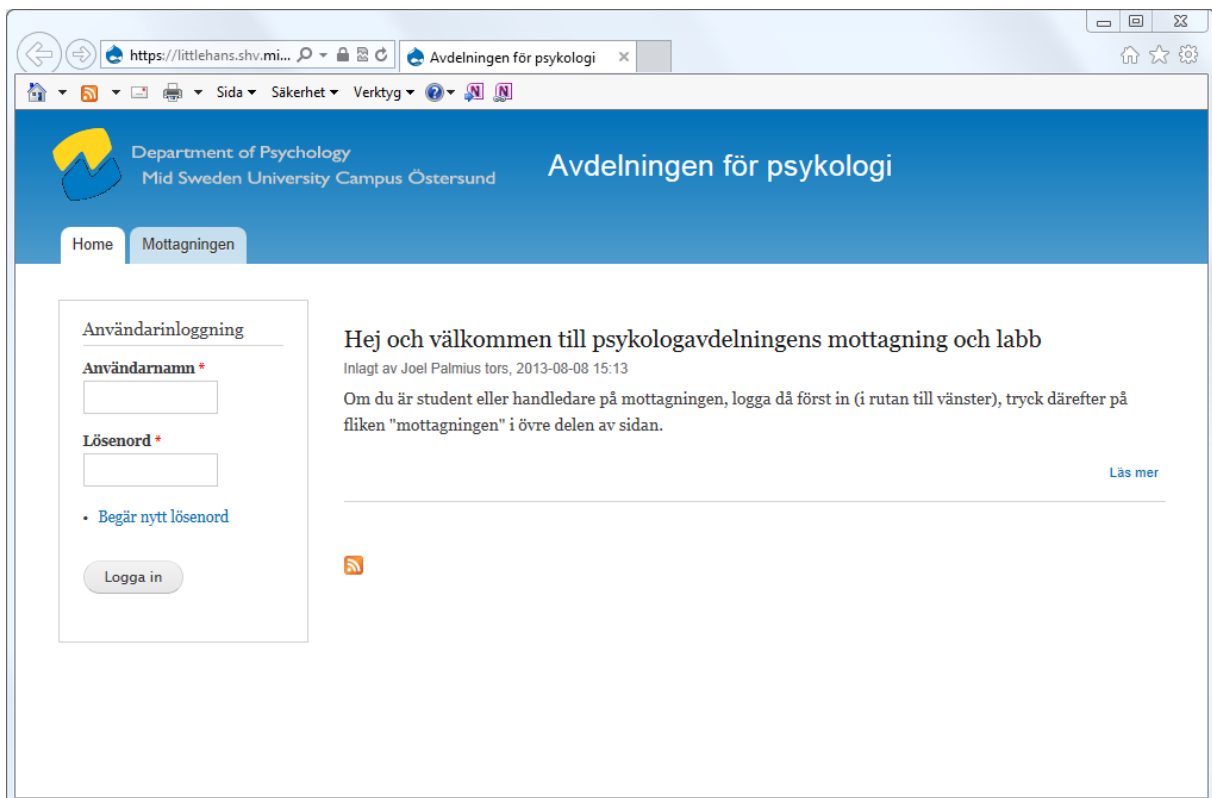 https://littlehans.shv.mi...
Avdelningen för psykologi
Sida
Säkerhet
Verktyg
Department of Psychology
Mid Sweden University Campus Östersund
Avdelningen för psykologi
Home
Mottagningen
Användarinloggning
Användarnamn *
Lösenord *
• Begär nytt lösenord
Logga in
Hej och välkommen till psykologavdelningens mottagning och labb
Inlagt av Joel Palmius tors, 2013-08-08 15:13
Om du är student eller handledare på mottagningen, logga då först in (i rutan till vänster), tryck därefter på
fliken "mottagningen" i övre delen av sidan.
Läs mer